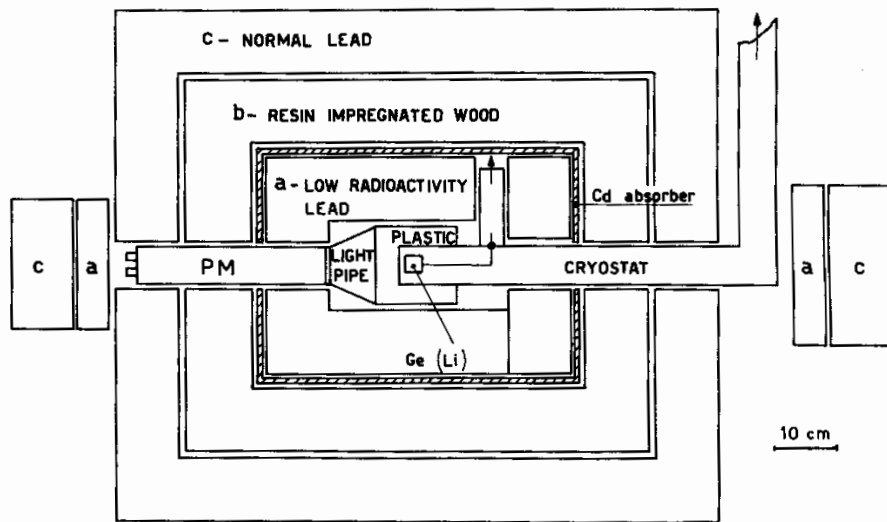 c - NORMAL LEAD
b - RESIN IMPREGNATED WOOD
a - LOW RADIOACTIVITY
LEAD
Cd absorber
PLASTIC
c
a
PM
LIGHT
PIPE
CRYOSTAT
a
c
Ge (Li)
10 cm